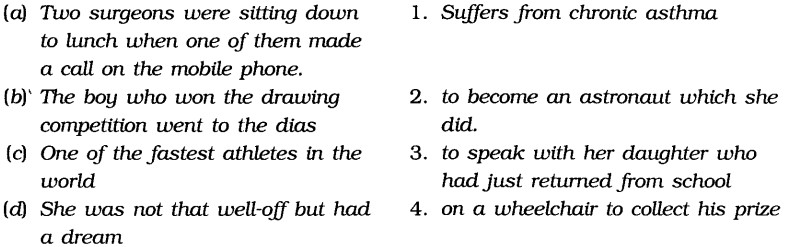 (a) Two surgeons were sitting down 1. Suffers from chronic asthma
to lunch when one of them made
a call on the mobile phone.
(b)‘ The boy who won the drawing 2. to become an astronaut which she
competition went to the dias did.
(c) One of the fastest athletes in the 3. to speak with her daughter who
world had just returned from school
(d) She was not that well-off but had 4. on a wheelchair to collect his prize
a dream